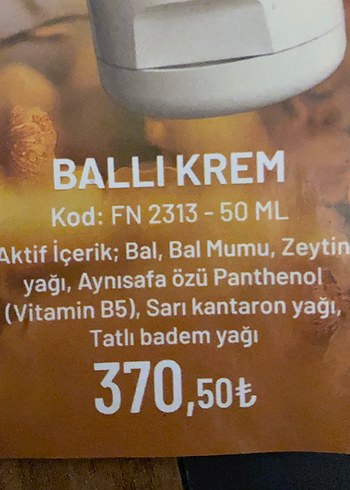 BALLI KREM
Kod: FN 2313 - 50 ML
Aktif İçerik; Bal, Bal Mumu, Zeytin
yağı, Aynısafa özü Panthenol
(Vitamin B5), Sarı kantaron yağı,
Tatlı badem yağı
370,50₺